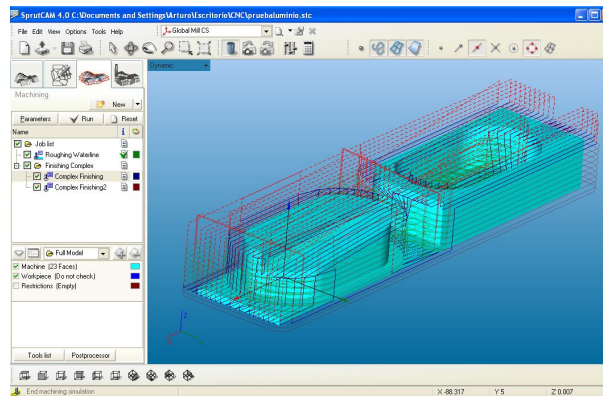 SprutCAM 4.0 C:\Documents and Settings\Arturo\Escritorio\CNC\pruebaluminio.stc
File Edit View Options Tools Help
Global Mill CS
Dynamic
Machining
New
Parameters Run Reset
Name
Job list
Roughing Waterline
Finishing Complex
Complex Finishing
Complex Finishing2
Full Model
Machine (23 Faces)
Workpiece (Do not check)
Restrictions (Empty)
Tools list Postprocessor
End machining simulation X -88.317 Y 5 Z 0.007